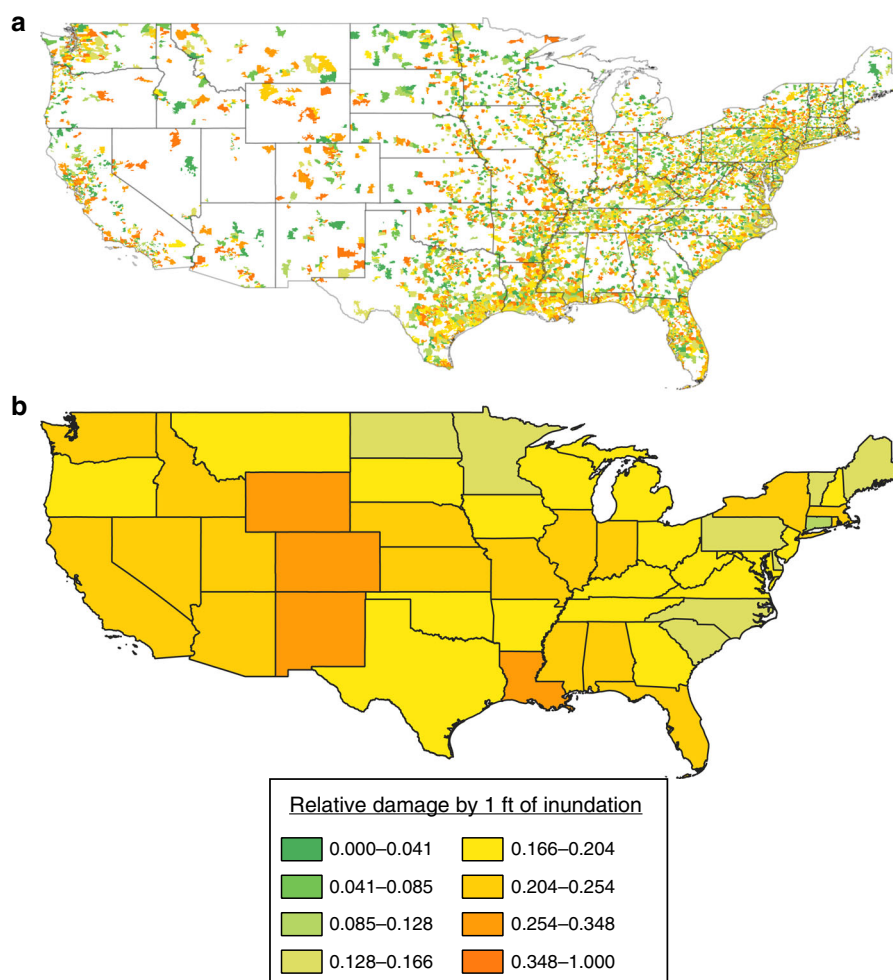 a
b
Relative damage by 1 ft of inundation
0.000–0.041 0.166–0.204
0.041–0.085 0.204–0.254
0.085–0.128 0.254–0.348
0.128–0.166 0.348–1.000